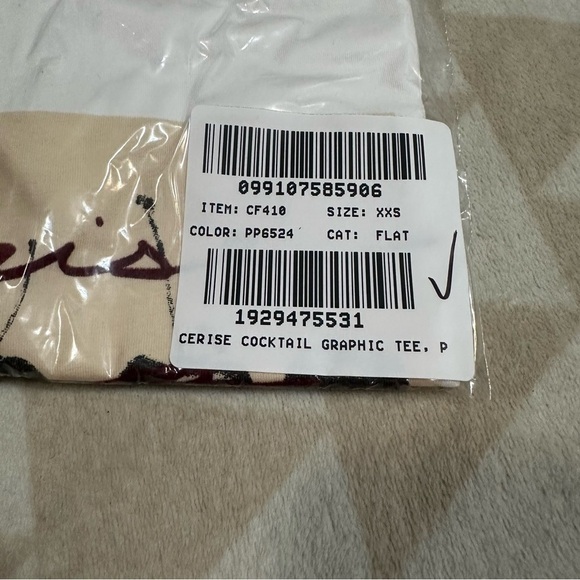 099107585906
ITEM: CF410 SIZE: XXS
COLOR: PP6524 CAT: FLAT
1929475531
CERISE COCKTAIL GRAPHIC TEE, P